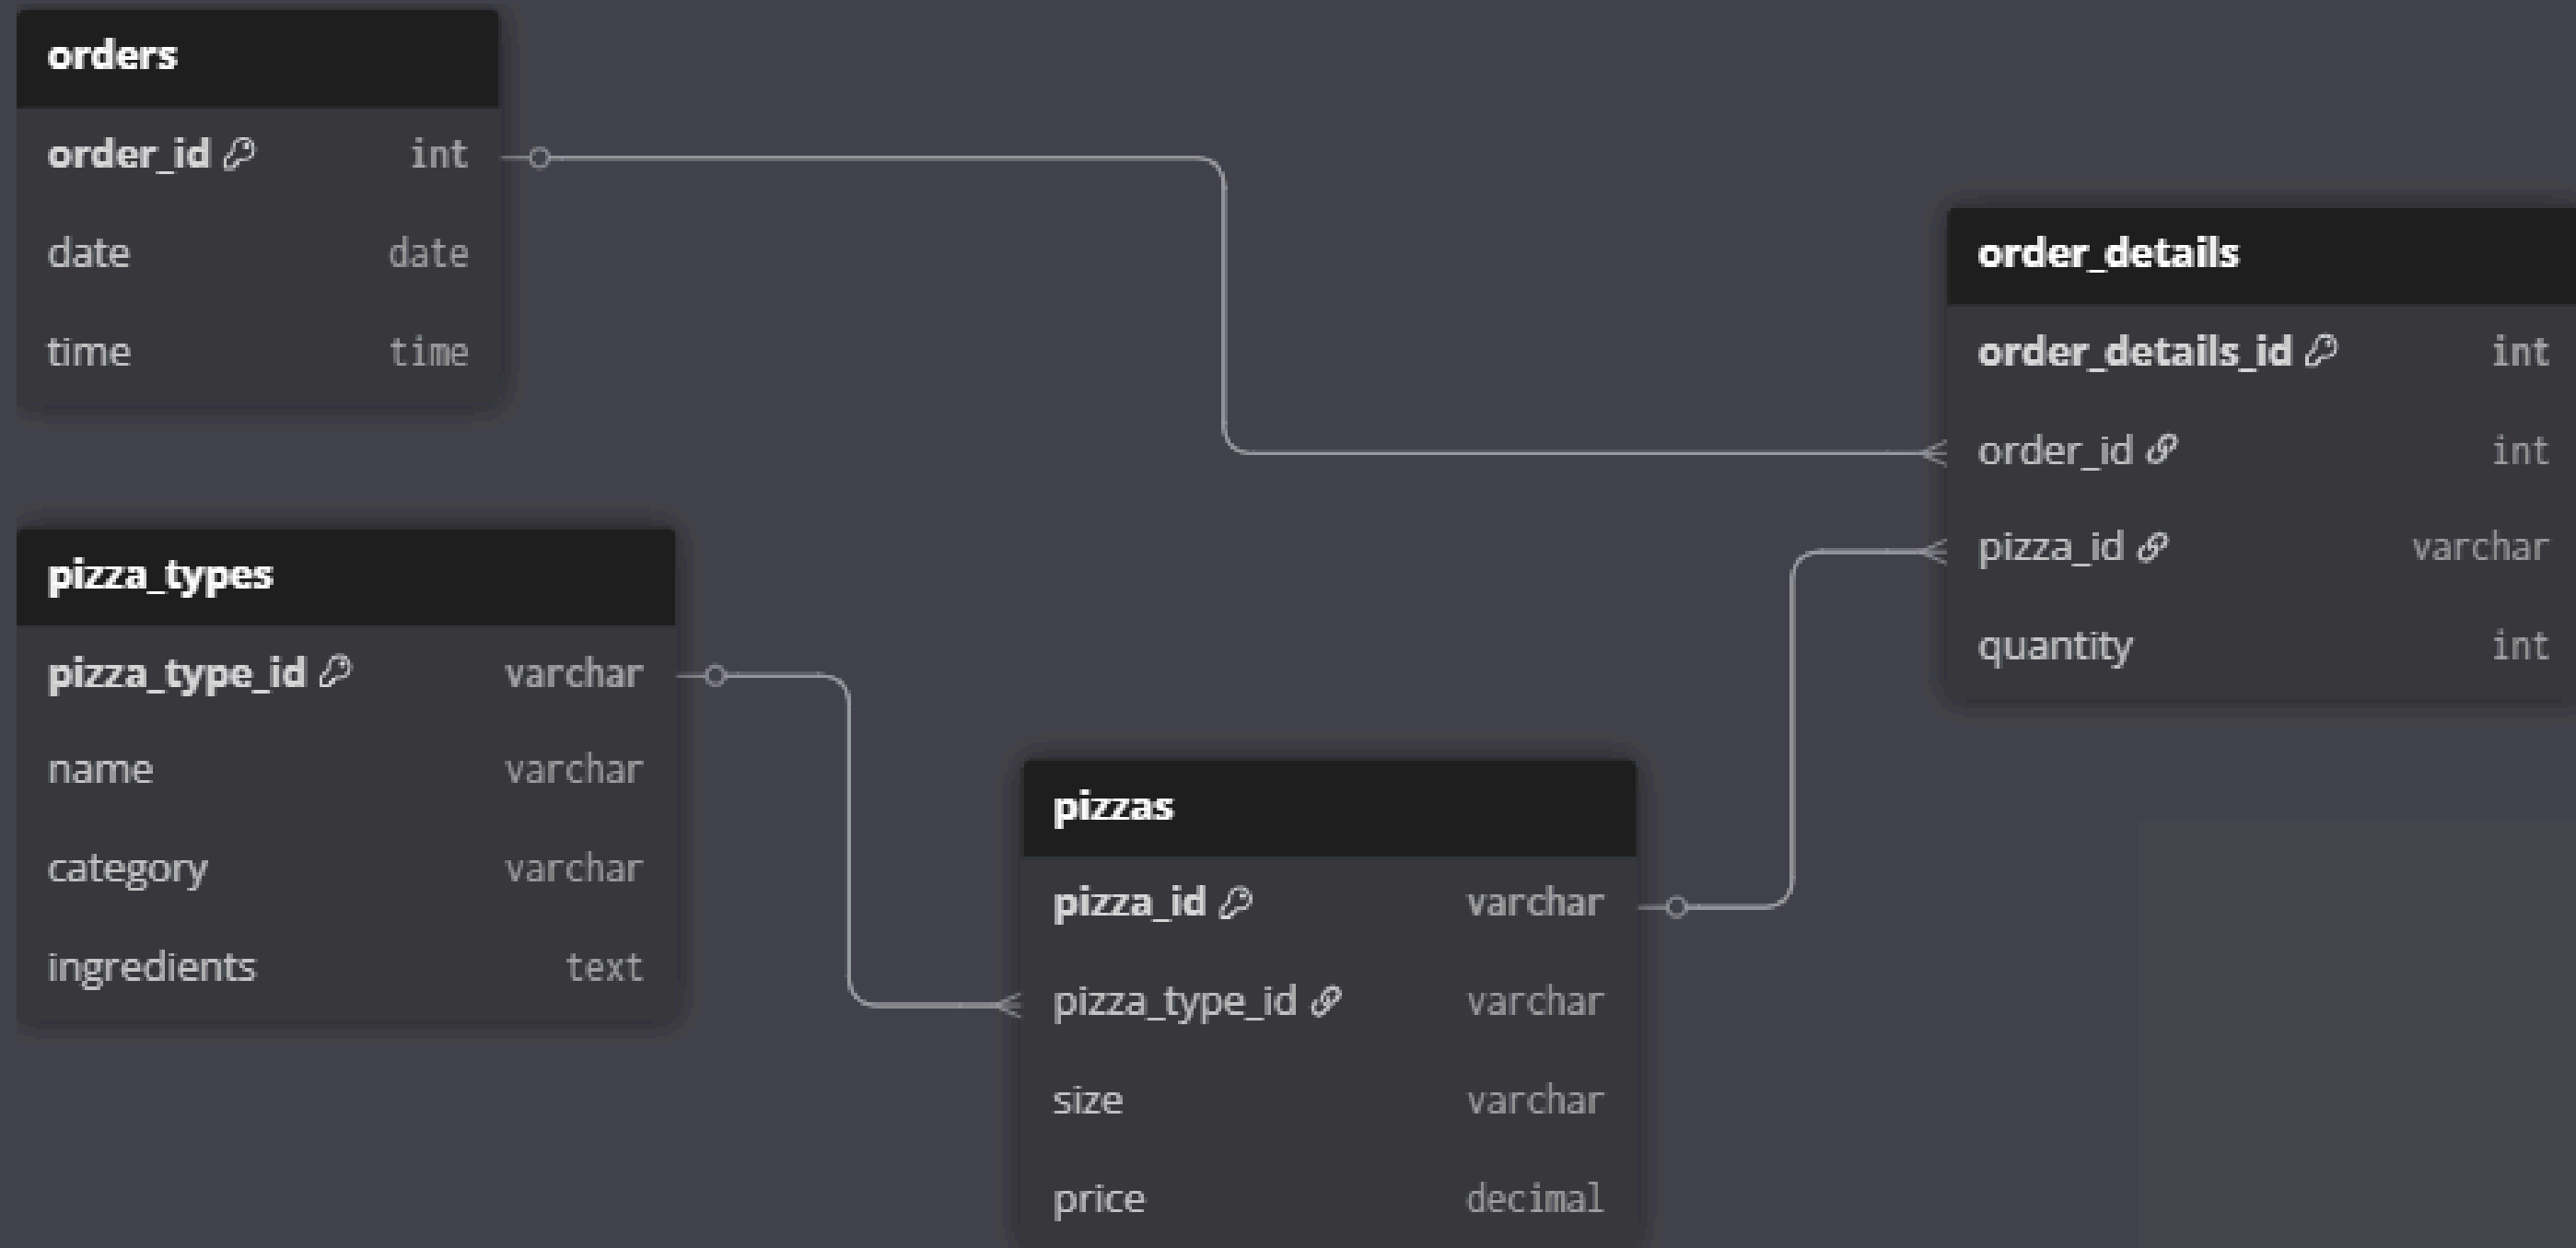 orders
order_id int
date date
time time
order_details
order_details_id int
order_id int
pizza_id varchar
quantity int
pizza_types
pizza_type_id varchar
name varchar
category varchar
ingredients text
pizzas
pizza_id varchar
pizza_type_id varchar
size varchar
price decimal